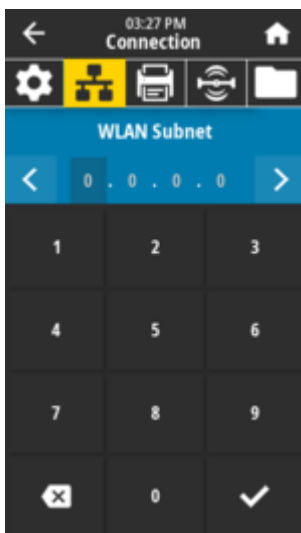 03:27 PM
Connection
WLAN Subnet
0 . 0 . 0 . 0
1 2 3
4 5 6
7 8 9
0